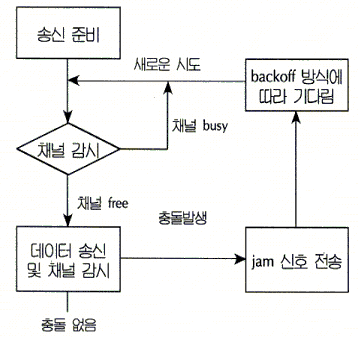 송신 준비
새로운 시도
backoff 방식에
따라 기다림
채널 busy
채널 감시
채널 free
충돌발생
데이터 송신
및 채널 감시
jam 신호 전송
충돌 없음